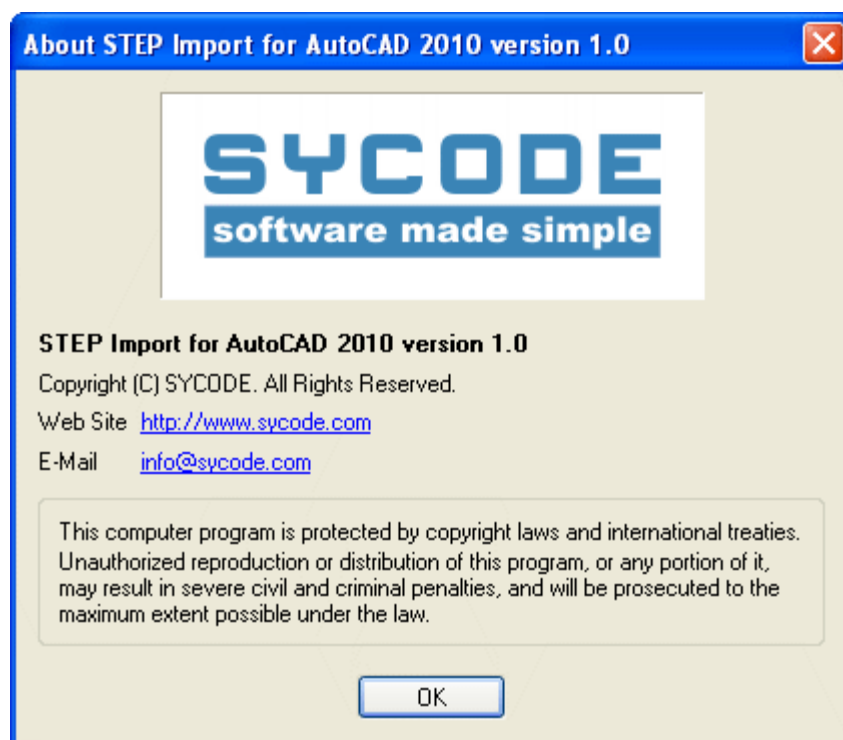 About STEP Import for AutoCAD 2010 version 1.0
SYCODE
software made simple
STEP Import for AutoCAD 2010 version 1.0
Copyright (C) SYCODE. All Rights Reserved.
Web Site http://www.sycode.com
E-Mail info@sycode.com
This computer program is protected by copyright laws and international treaties.
Unauthorized reproduction or distribution of this program, or any portion of it,
may result in severe civil and criminal penalties, and will be prosecuted to the
maximum extent possible under the law.
OK